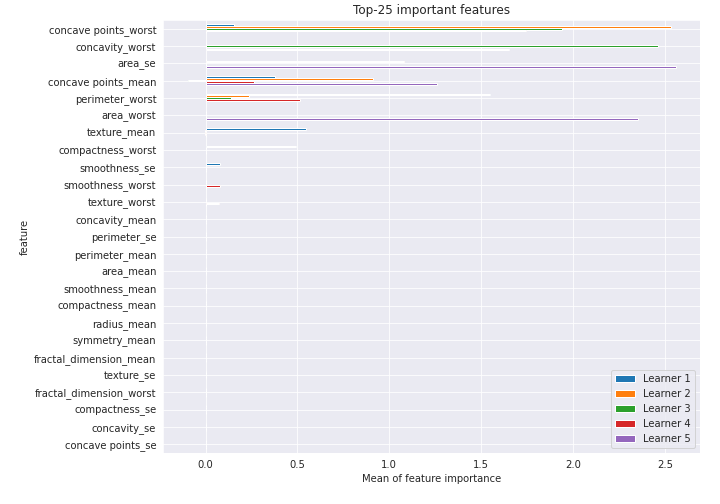 Top-25 important features
concave points_worst
concavity_worst
area_se
concave points_mean
perimeter_worst
area_worst
texture_mean
compactness_worst
smoothness_se
smoothness_worst
texture_worst
concavity_mean
perimeter_se
perimeter_mean
area_mean
smoothness_mean
compactness_mean
radius_mean
symmetry_mean
fractal_dimension_mean
texture_se
fractal_dimension_worst
compactness_se
concavity_se
concave points_se
feature
Learner 1
Learner 2
Learner 3
Learner 4
Learner 5
0.0 0.5 1.0 1.5 2.0 2.5
Mean of feature importance